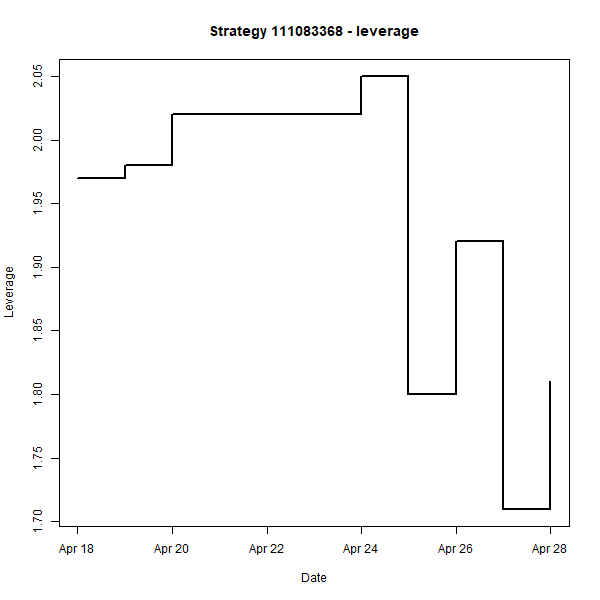 Strategy 111083368 - leverage
Leverage
2.05
2.00
1.95
1.90
1.85
1.80
1.75
1.70
Apr 18
Apr 20
Apr 22
Apr 24
Apr 26
Apr 28
Date